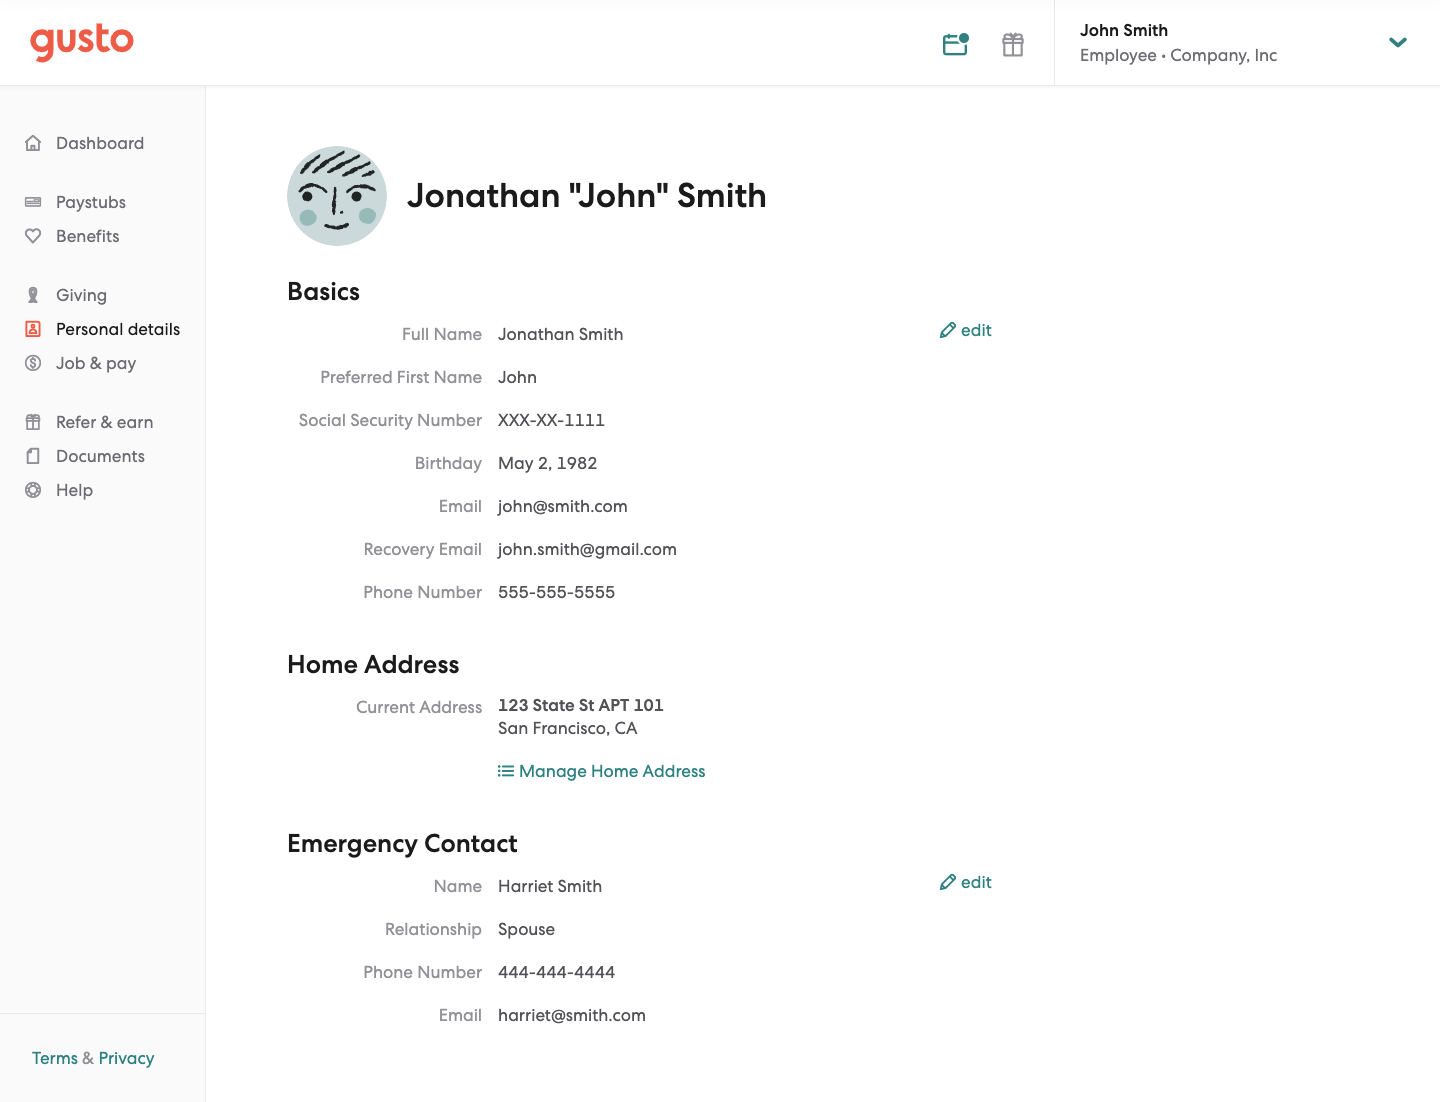 gusto
John Smith
Employee • Company, Inc
Dashboard
Paystubs
Benefits
Giving
Personal details
Job & pay
Refer & earn
Documents
Help
Terms & Privacy
Jonathan "John" Smith
Basics
edit
Full Name Jonathan Smith
Preferred First Name John
Social Security Number XXX-XX-1111
Birthday May 2, 1982
Email john@smith.com
Recovery Email john.smith@gmail.com
Phone Number 555-555-5555
Home Address
Current Address 123 State St APT 101
San Francisco, CA
Manage Home Address
Emergency Contact
edit
Name Harriet Smith
Relationship Spouse
Phone Number 444-444-4444
Email harriet@smith.com